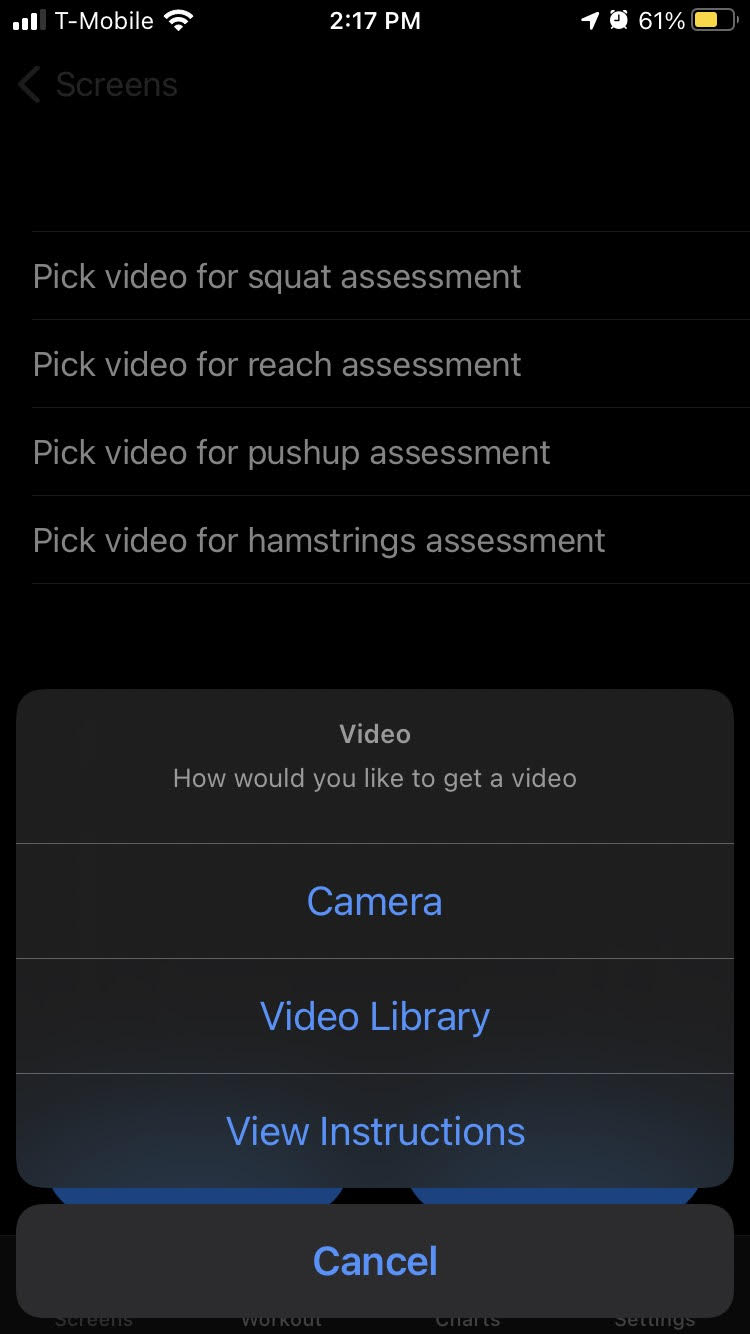 T-Mobile 2:17 PM 61%
Screens
Pick video for squat assessment
Pick video for reach assessment
Pick video for pushup assessment
Pick video for hamstrings assessment
Video
How would you like to get a video
Camera
Video Library
View Instructions
Cancel
Screens Workout Charts Settings